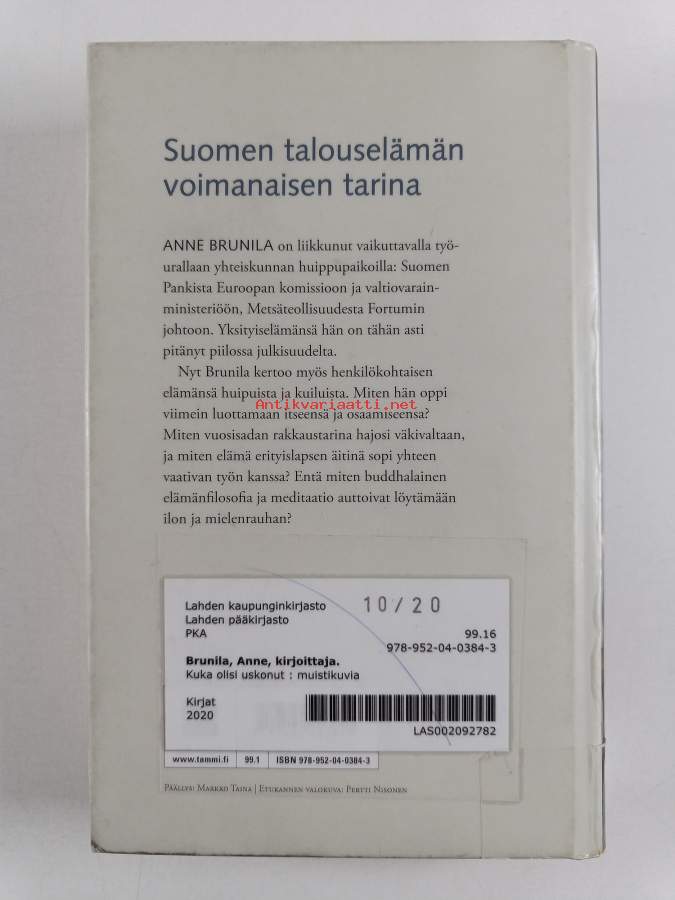 Suomen talouselämän
voimanaisen tarina
ANNE BRUNILA on liikkunut vaikuttavalla työ-
urallaan yhteiskunnan huippupaikoilla: Suomen
Pankista Euroopan komissioon ja valtiovarain-
ministeriöön, Metsäteollisuudesta Fortumin
johtoon. Yksityiselämänsä hän on tähän asti
pitänyt piilossa julkisuudelta.
Nyt Brunila kertoo myös henkilökohtaisen
elämänsä huipuista ja kuiluista. Miten hän oppi
Antikvariaatti.net
viimein luottamaan itseensä ja osaamiseensa?
Miten vuosisadan rakkaustarina hajosi väkivaltaan,
ja miten elämä erityislapsen äitinä sopi yhteen
vaativan työn kanssa? Entä miten buddhalainen
elämänfilosofia ja meditaatio auttoivat löytämään
ilon ja mielenrauhan?
Lahden kaupunginkirjasto 10/20
Lahden pääkirjasto
PKA 99.16
978-952-04-0384-3
Brunila, Anne, kirjoittaja.
Kuka olisi uskonut : muistikuvia
Kirjat
2020
LAS002092782
www.tammi.fi 99.1 ISBN 978-952-04-0384-3
Päällys: Markko Taina | Etukannen valokuva: Pertti Nisonen